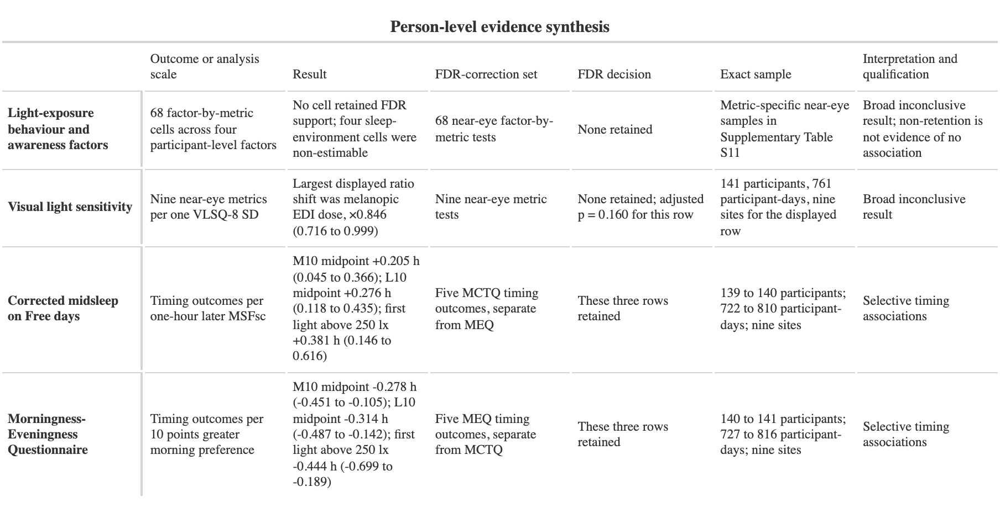 Person-level evidence synthesis
Outcome or analysis scale
Result
FDR-correction set
FDR decision
Exact sample
Interpretation and qualification
Light-exposure
behaviour and
awareness factors
68 factor-by-metric
cells across four
participant-level factors
No cell retained FDR
support; four sleep-
environment cells were
non-estimable
68 near-eye factor-by-
metric tests
None retained
Metric-specific near-eye
samples in
Supplementary Table
S11
Broad inconclusive
result; non-retention is
not evidence of no
association
Visual light sensitivity
Nine near-eye metrics
per one VLSQ-8 SD
Largest displayed ratio
shift was melanopic
EDI dose, ×0.846
(0.716 to 0.999)
Nine near-eye metric
tests
None retained; adjusted
p = 0.160 for this row
141 participants, 761
participant-days, nine
sites for the displayed
row
Broad inconclusive
result
Corrected midsleep
on Free days
Timing outcomes per
one-hour later MSFsc
M10 midpoint +0.205 h
(0.045 to 0.366); L10
midpoint +0.276 h
(0.118 to 0.435); first
light above 250 lx
+0.381 h (0.146 to
0.616)
Five MCTQ timing
outcomes, separate
from MEQ
These three rows
retained
139 to 140 participants;
722 to 810 participant-
days; nine sites
Selective timing
associations
Morningness-
Eveningness
Questionnaire
Timing outcomes per
10 points greater
morning preference
M10 midpoint -0.278 h
(-0.451 to -0.105); L10
midpoint -0.314 h
(-0.487 to -0.142); first
light above 250 lx
-0.444 h (-0.699 to
-0.189)
Five MEQ timing
outcomes, separate
from MCTQ
These three rows
retained
140 to 141 participants;
727 to 816 participant-
days; nine sites
Selective timing
associations